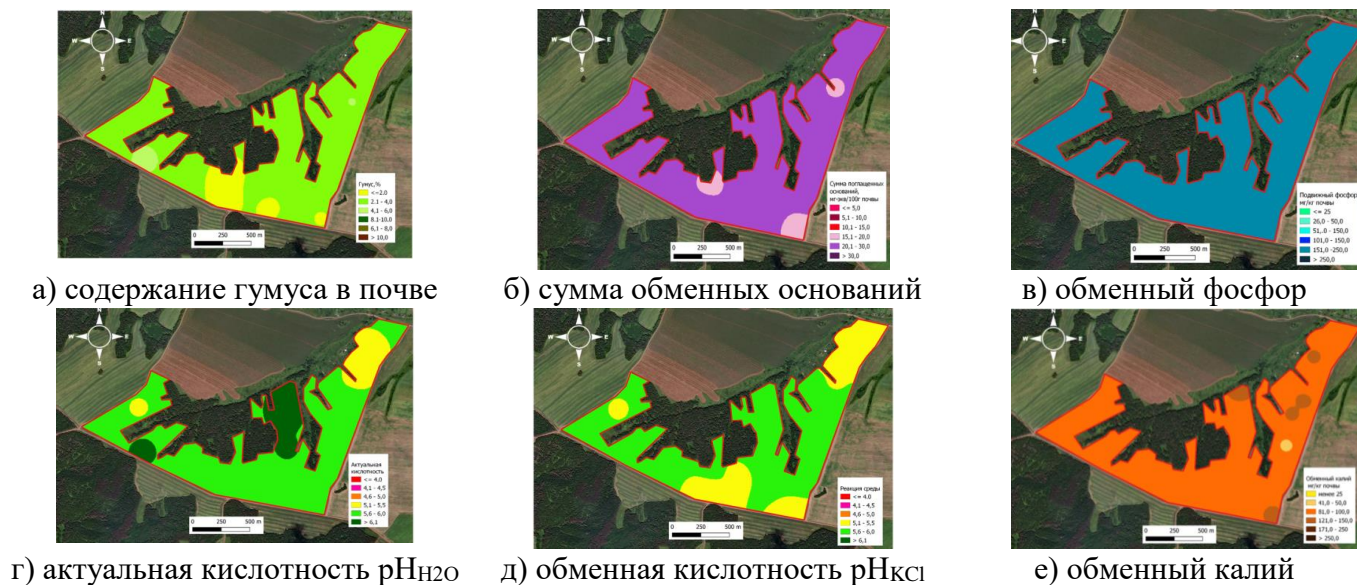 N
W
E
S
Гумус,%
<=2.0
2.1 - 4,0
4,1 - 6,0
8.1-10,0
6,1 - 8,0
> 10,0
0 250 500 m
а) содержание гумуса в почве
N
W
E
S
Сумма поглащенных
оснований,
мг-экв/100г почвы
<= 5,0
5,1 - 10,0
10,1 - 15,0
15,1 - 20,0
20,1 - 30,0
> 30,0
0 250 500 m
б) сумма обменных оснований
N
W
E
S
Подвижный фосфор
мг/кг почвы
<= 25
26,0 - 50,0
51,.0 - 150,0
101,0 - 150,0
151,0 -250,0
> 250,0
0 250 500 m
в) обменный фосфор
N
W
E
S
Актуальная
кислотность
<= 4,0
4,1 - 4,5
4,6 - 5,0
5,1 - 5,5
5,6 - 6,0
> 6,1
0 250 500 m
г) актуальная кислотность pHH2O
N
W
E
S
Реакция среды
<= 4,0
4,1 - 4,5
4,6 - 5,0
5,1 - 5,5
5,6 - 6,0
> 6,1
0 250 500 m
д) обменная кислотность pHKCl
N
W
E
S
Обменный калий
мг/кг почвы
менее 25
41,0 - 50,0
81,0 - 100,0
121,0 - 150,0
171,0 - 250
> 250,0
0 250 500 m
е) обменный калий